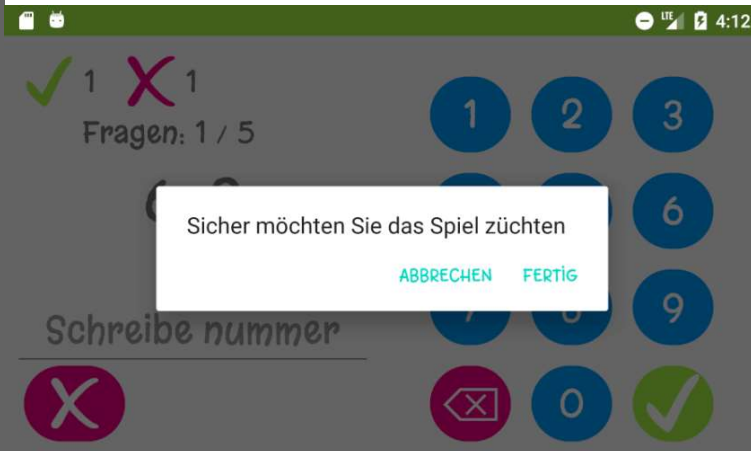 LTE 4:12
1 1
Fragen: 1 / 5
1 2 3
6
Sicher möchten Sie das Spiel züchten
ABBRECHEN FERTIG
9
Schreibe nummer
0